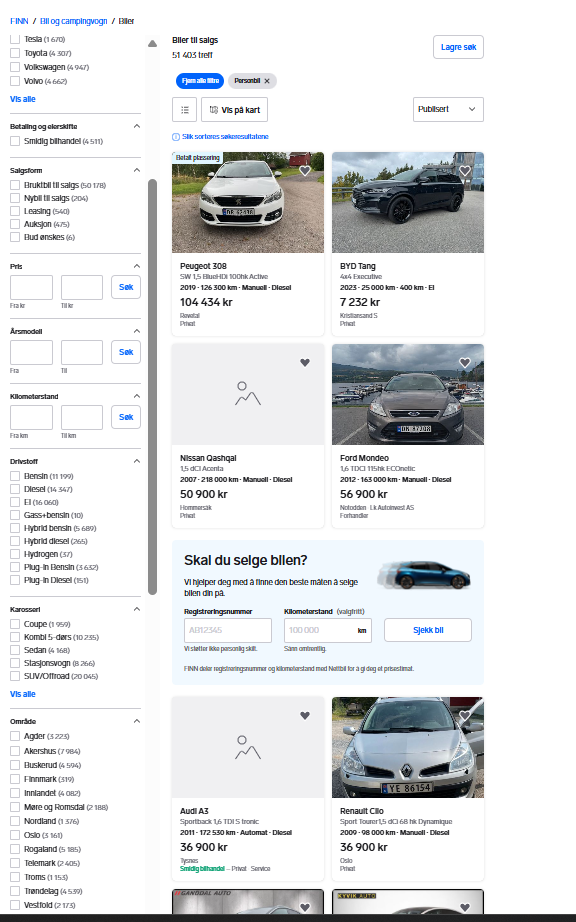 FINN / Bil og campingvogn / Biler
Tesla (1 670)
Toyota (4 307)
Volkswagen (4 947)
Volvo (4 662)
Vis alle
Betaling og eierskifte
Smidig bilhandel (4 511)
Salgsform
Bruktbil til salgs (50 178)
Nybil til salgs (204)
Leasing (540)
Auksjon (475)
Bud ønskes (6)
Pris
Søk
Fra kr
Til kr
Årsmodell
Søk
Fra
Til
Kilometerstand
Søk
Fra km
Til km
Drivstoff
Bensin (11 199)
Diesel (14 347)
El (16 060)
Gass+bensin (10)
Hybrid bensin (5 689)
Hybrid diesel (265)
Hydrogen (37)
Plug-in Bensin (3 632)
Plug-in Diesel (151)
Karosseri
Coupe (1 959)
Kombi 5-dørs (10 235)
Sedan (4 168)
Stasjonsvogn (8 266)
SUV/Offroad (20 045)
Vis alle
Område
Agder (3 223)
Akershus (7 984)
Buskerud (4 594)
Finnmark (319)
Innlandet (4 082)
Møre og Romsdal (2 188)
Nordland (1 376)
Oslo (3 161)
Rogaland (5 185)
Telemark (2 405)
Troms (1 153)
Trøndelag (4 539)
Vestfold (2 173)
Biler til salgs
51 403 treff
Lagre søk
Fjern alle filtre
Personbil
Vis på kart
Publisert
Slik sorteres søkeresultatene
Betalt plassering
Peugeot 308
SW 1,5 BlueHDi 100hk Active
2019 · 126 300 km · Manuell · Diesel
104 434 kr
Revetal
Privat
BYD Tang
4x4 Executive
2023 · 25 000 km · 400 km · El
7 232 kr
Kristiansand S
Privat
Nissan Qashqai
1,5 dCi Acenta
2007 · 218 000 km · Manuell · Diesel
50 900 kr
Hommersåk
Privat
Ford Mondeo
1,6 TDCi 115hk ECOnetic
2012 · 163 000 km · Manuell · Diesel
56 900 kr
Notodden · Lk Autoinvest AS
Forhandler
Skal du selge bilen?
Vi hjelper deg med å finne den beste måten å selge
bilen din på.
Registreringsnummer
Kilometerstand (valgfritt)
AB12345
100 000
km
Sjekk bil
Vi støtter ikke personlig skilt.
Sånn omtrentlig.
FINN deler registreringsnummer og kilometerstand med Nettbil for å gi deg et prisestimat.
Audi A3
Sportback 1,6 TDI S tronic
2011 · 172 530 km · Automat · Diesel
36 900 kr
Tysnes
Smidig bilhandel – Privat · Service
YE 86154
Renault Clio
Sport Tourer 1,5 dCi 68 hk Dynamique
2009 · 98 000 km · Manuell · Diesel
36 900 kr
Oslo
Privat
GANDDAL AUTO